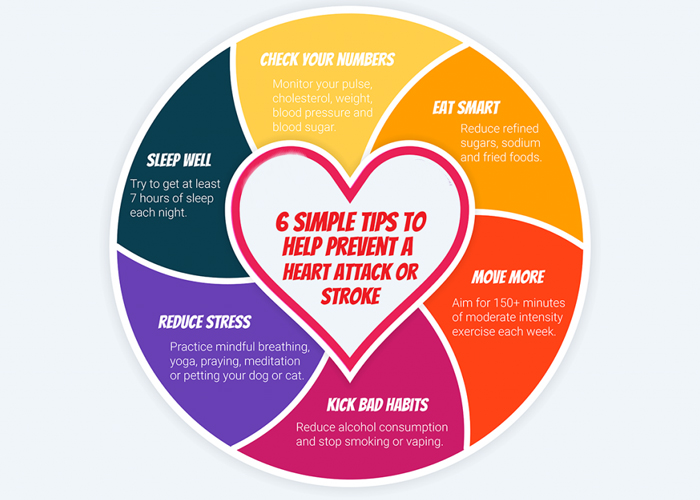 6 SIMPLE TIPS TO
HELP PREVENT A
HEART ATTACK OR
STROKE
CHECK YOUR NUMBERS
Monitor your pulse,
cholesterol, weight,
blood pressure and
blood sugar.
EAT SMART
Reduce refined
sugars, sodium
and fried foods.
MOVE MORE
Aim for 150+ minutes
of moderate intensity
exercise each week.
KICK BAD HABITS
Reduce alcohol consumption
and stop smoking or vaping.
REDUCE STRESS
Practice mindful breathing,
yoga, praying, meditation
or petting your dog or cat.
SLEEP WELL
Try to get at least
7 hours of sleep
each night.